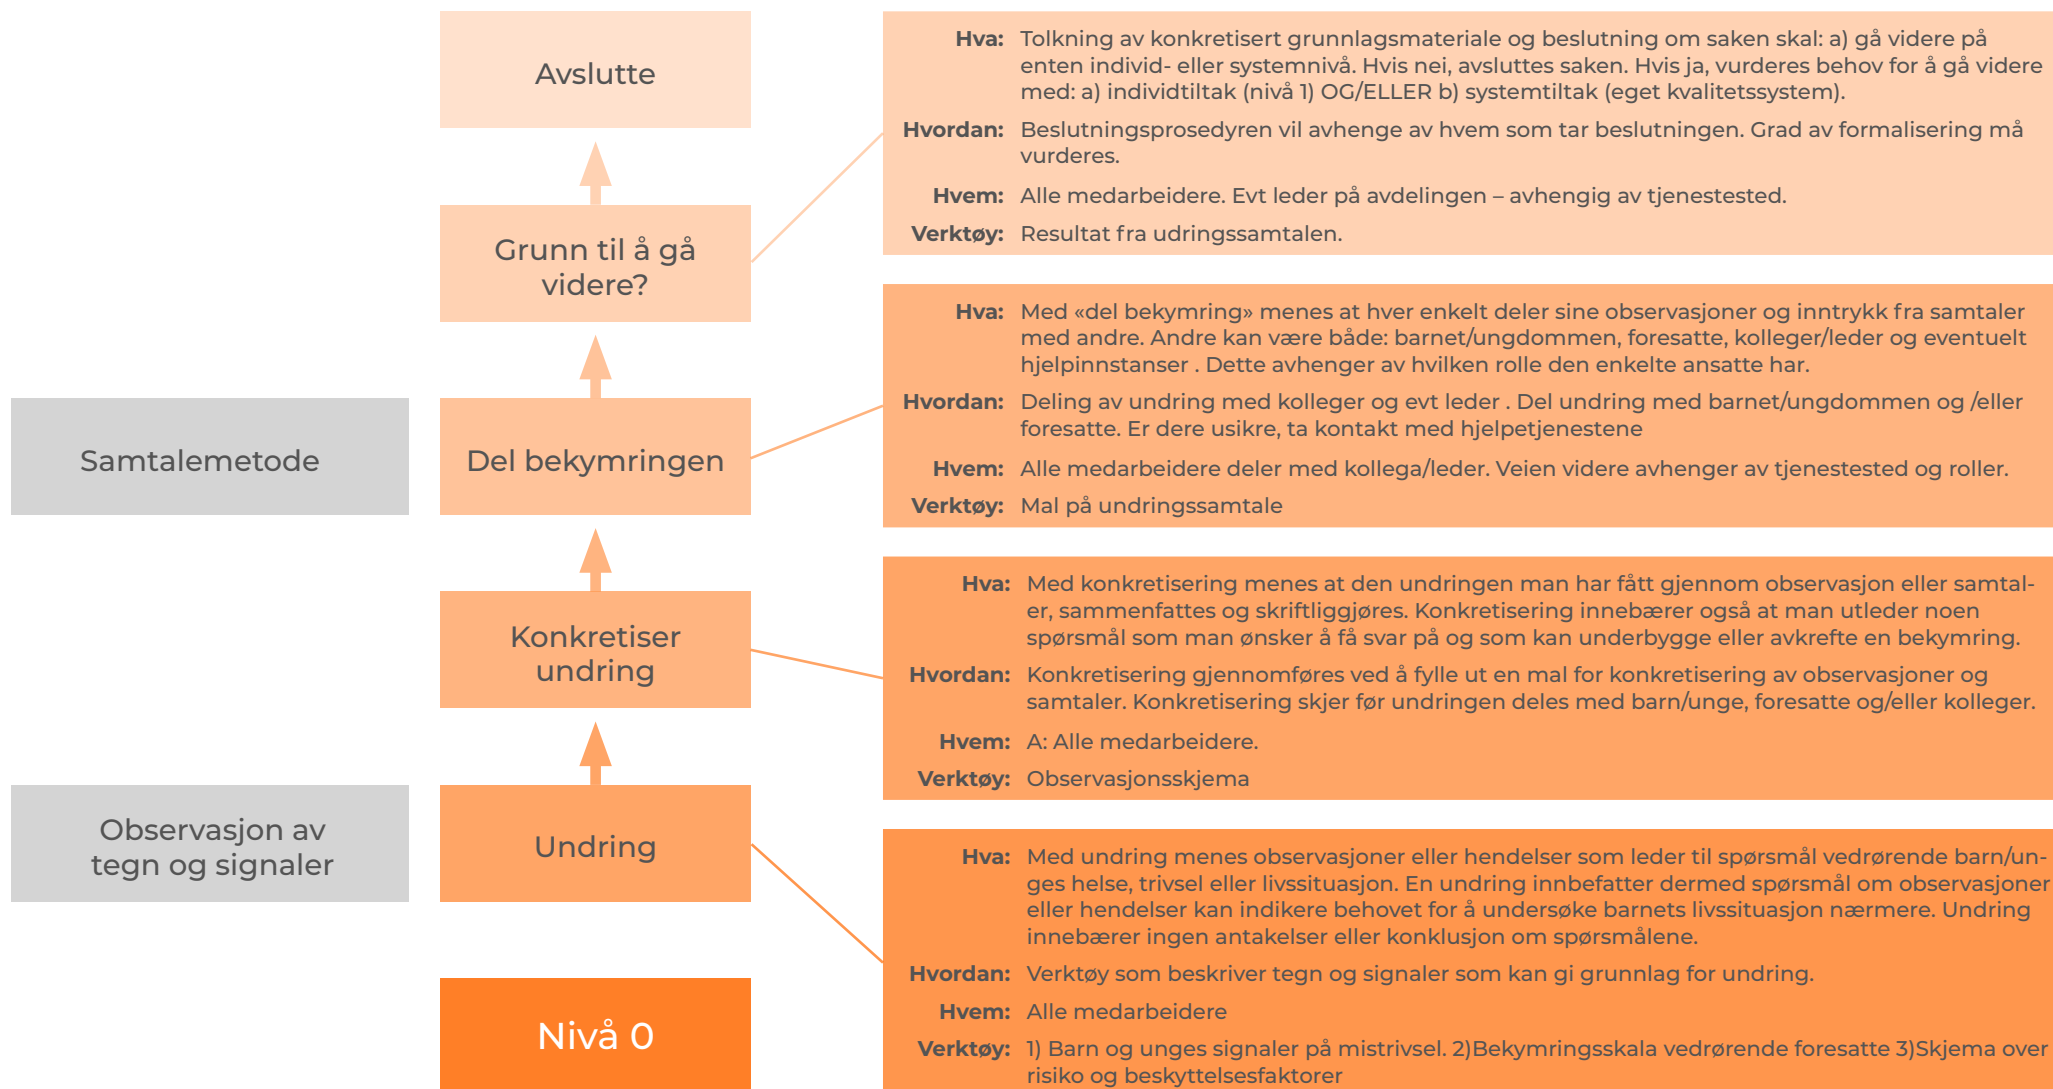 Avslutte
Hva: Tolkning av konkretisert grunnlagsmateriale og beslutning om saken skal: a) gå videre på
enten individ- eller systemnivå. Hvis nei, avsluttes saken. Hvis ja, vurderes behov for å gå videre
med: a) individtiltak (nivå 1) OG/ELLER b) systemtiltak (eget kvalitetssystem).
Hvordan: Beslutningsprosedyren vil avhenge av hvem som tar beslutningen. Grad av formalisering må
vurderes.
Hvem: Alle medarbeidere. Evt leder på avdelingen – avhengig av tjenestested.
Verktøy: Resultat fra udringssamtalen.
Grunn til å gå
videre?
Hva: Med «del bekymring» menes at hver enkelt deler sine observasjoner og inntrykk fra samtaler
med andre. Andre kan være både: barnet/ungdommen, foresatte, kolleger/leder og eventuelt
hjelpinnstanser . Dette avhenger av hvilken rolle den enkelte ansatte har.
Hvordan: Deling av undring med kolleger og evt leder . Del undring med barnet/ungdommen og /eller
foresatte. Er dere usikre, ta kontakt med hjelpetjenestene
Hvem: Alle medarbeidere deler med kollega/leder. Veien videre avhenger av tjenestested og roller.
Verktøy: Mal på undringssamtale
Samtalemetode
Del bekymringen
Hva: Med konkretisering menes at den undringen man har fått gjennom observasjon eller samtal-
er, sammenfattes og skriftliggjøres. Konkretisering innebærer også at man utleder noen
spørsmål som man ønsker å få svar på og som kan underbygge eller avkrefte en bekymring.
Hvordan: Konkretisering gjennomføres ved å fylle ut en mal for konkretisering av observasjoner og
samtaler. Konkretisering skjer før undringen deles med barn/unge, foresatte og/eller kolleger.
Hvem: A: Alle medarbeidere.
Verktøy: Observasjonsskjema
Konkretiser
undring
Observasjon av
tegn og signaler
Undring
Hva: Med undring menes observasjoner eller hendelser som leder til spørsmål vedrørende barn/un-
ges helse, trivsel eller livssituasjon. En undring innbefatter dermed spørsmål om observasjoner
eller hendelser kan indikere behovet for å undersøke barnets livssituasjon nærmere. Undring
innebærer ingen antakelser eller konklusjon om spørsmålene.
Hvordan: Verktøy som beskriver tegn og signaler som kan gi grunnlag for undring.
Hvem: Alle medarbeidere
Verktøy: 1) Barn og unges signaler på mistrivsel. 2)Bekymringsskala vedrørende foresatte 3)Skjema over
risiko og beskyttelsesfaktorer
Nivå 0